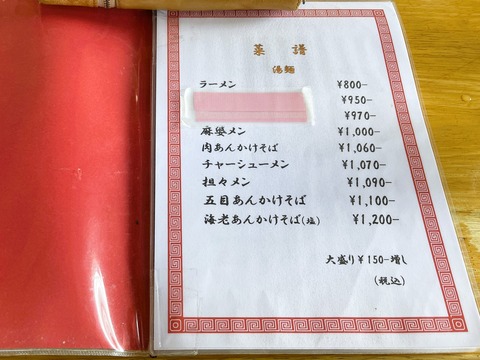 菜譜
湯麺
ラーメン ¥800-
¥950-
¥970-
麻婆メン ¥1,000-
肉あんかけそば ¥1,060-
チャーシューメン ¥1,070-
担々メン ¥1,090-
五目あんかけそば ¥1,100-
海老あんかけそば(塩) ¥1,200-
大盛り¥150-増し
(税込)